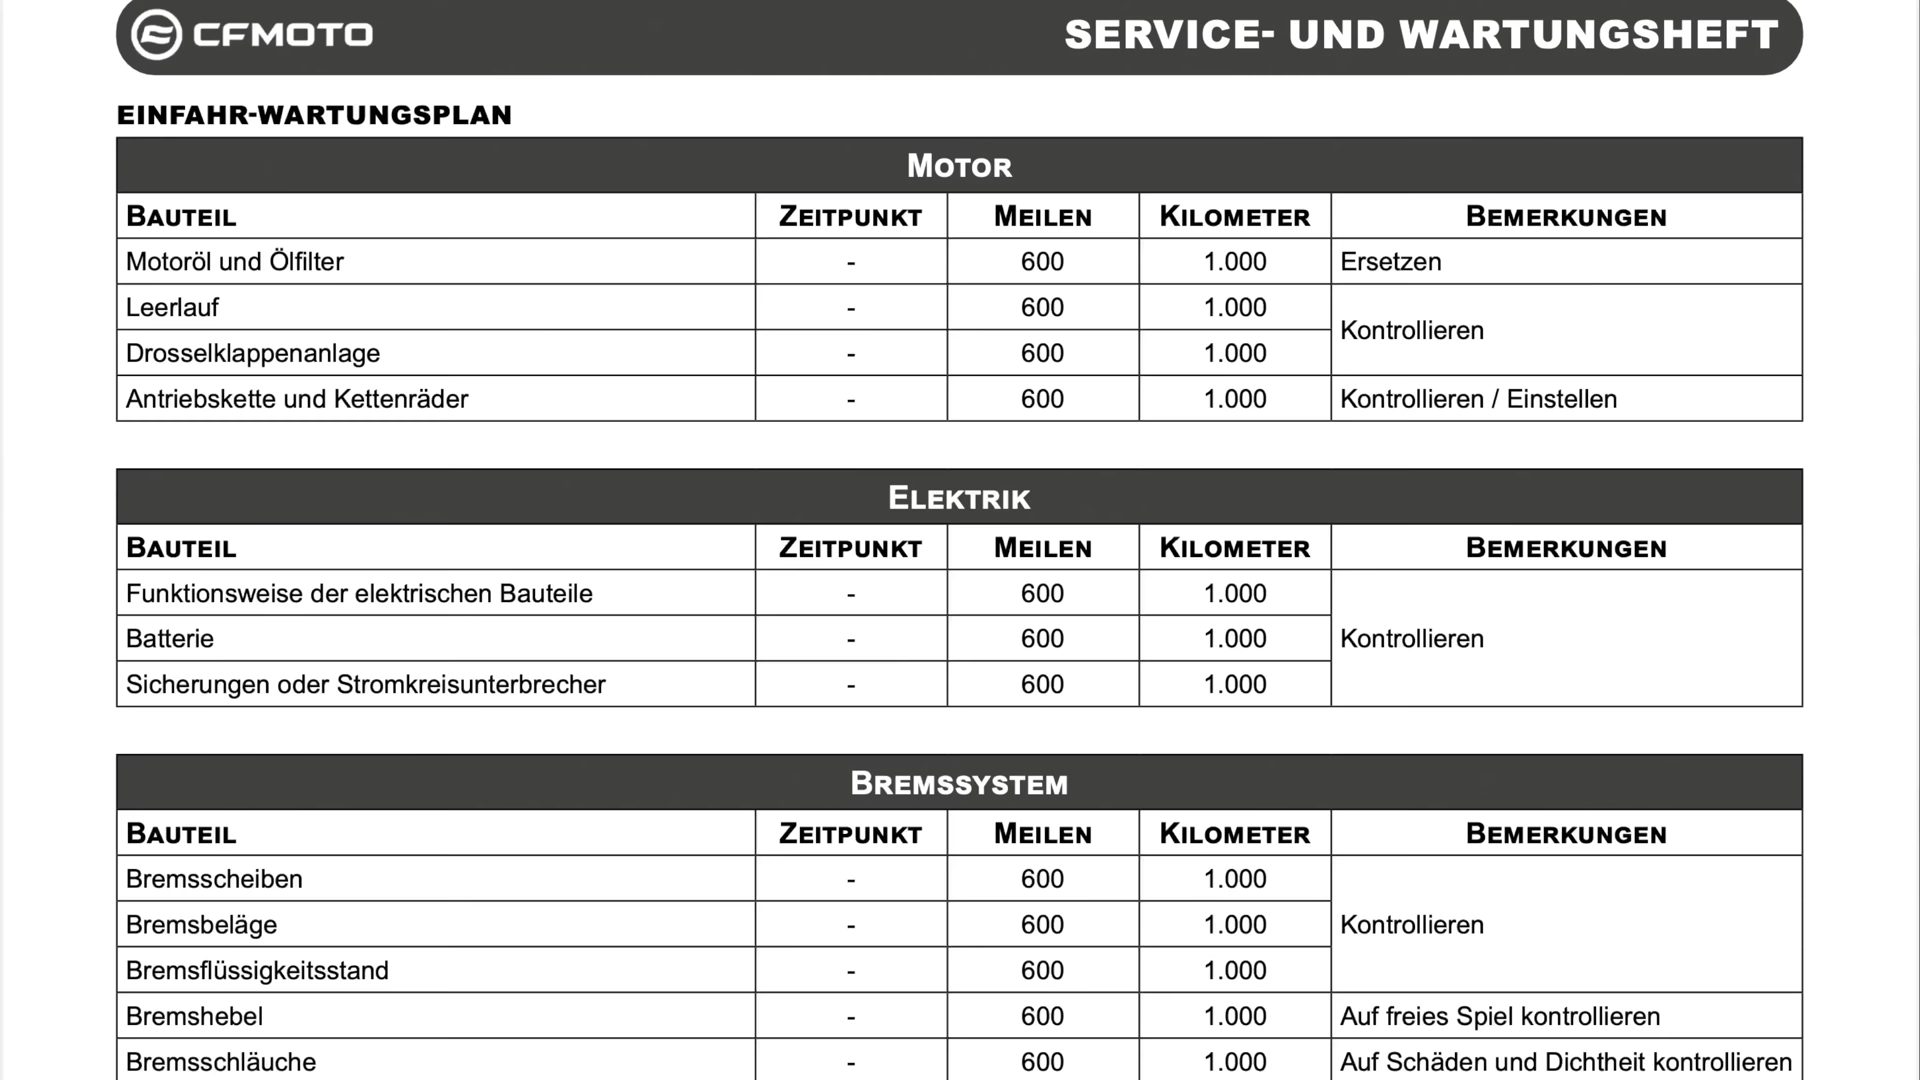 CFMOTO
SERVICE- UND WARTUNGSHEFT
EINFAHR-WARTUNGSPLAN
MOTOR
BAUTEIL ZEITPUNKT MEILEN KILOMETER BEMERKUNGEN
Motoröl und Ölfilter - 600 1.000 Ersetzen
Leerlauf - 600 1.000
Kontrollieren
Drosselklappenanlage - 600 1.000
Antriebskette und Kettenräder - 600 1.000 Kontrollieren / Einstellen
ELEKTRIK
BAUTEIL ZEITPUNKT MEILEN KILOMETER BEMERKUNGEN
Funktionsweise der elektrischen Bauteile - 600 1.000
Batterie - 600 1.000 Kontrollieren
Sicherungen oder Stromkreisunterbrecher - 600 1.000
BREMSSYSTEM
BAUTEIL ZEITPUNKT MEILEN KILOMETER BEMERKUNGEN
Bremsscheiben - 600 1.000
Bremsbeläge - 600 1.000 Kontrollieren
Bremsflüssigkeitsstand - 600 1.000
Bremshebel - 600 1.000 Auf freies Spiel kontrollieren
Bremsschläuche - 600 1.000 Auf Schäden und Dichtheit kontrollieren